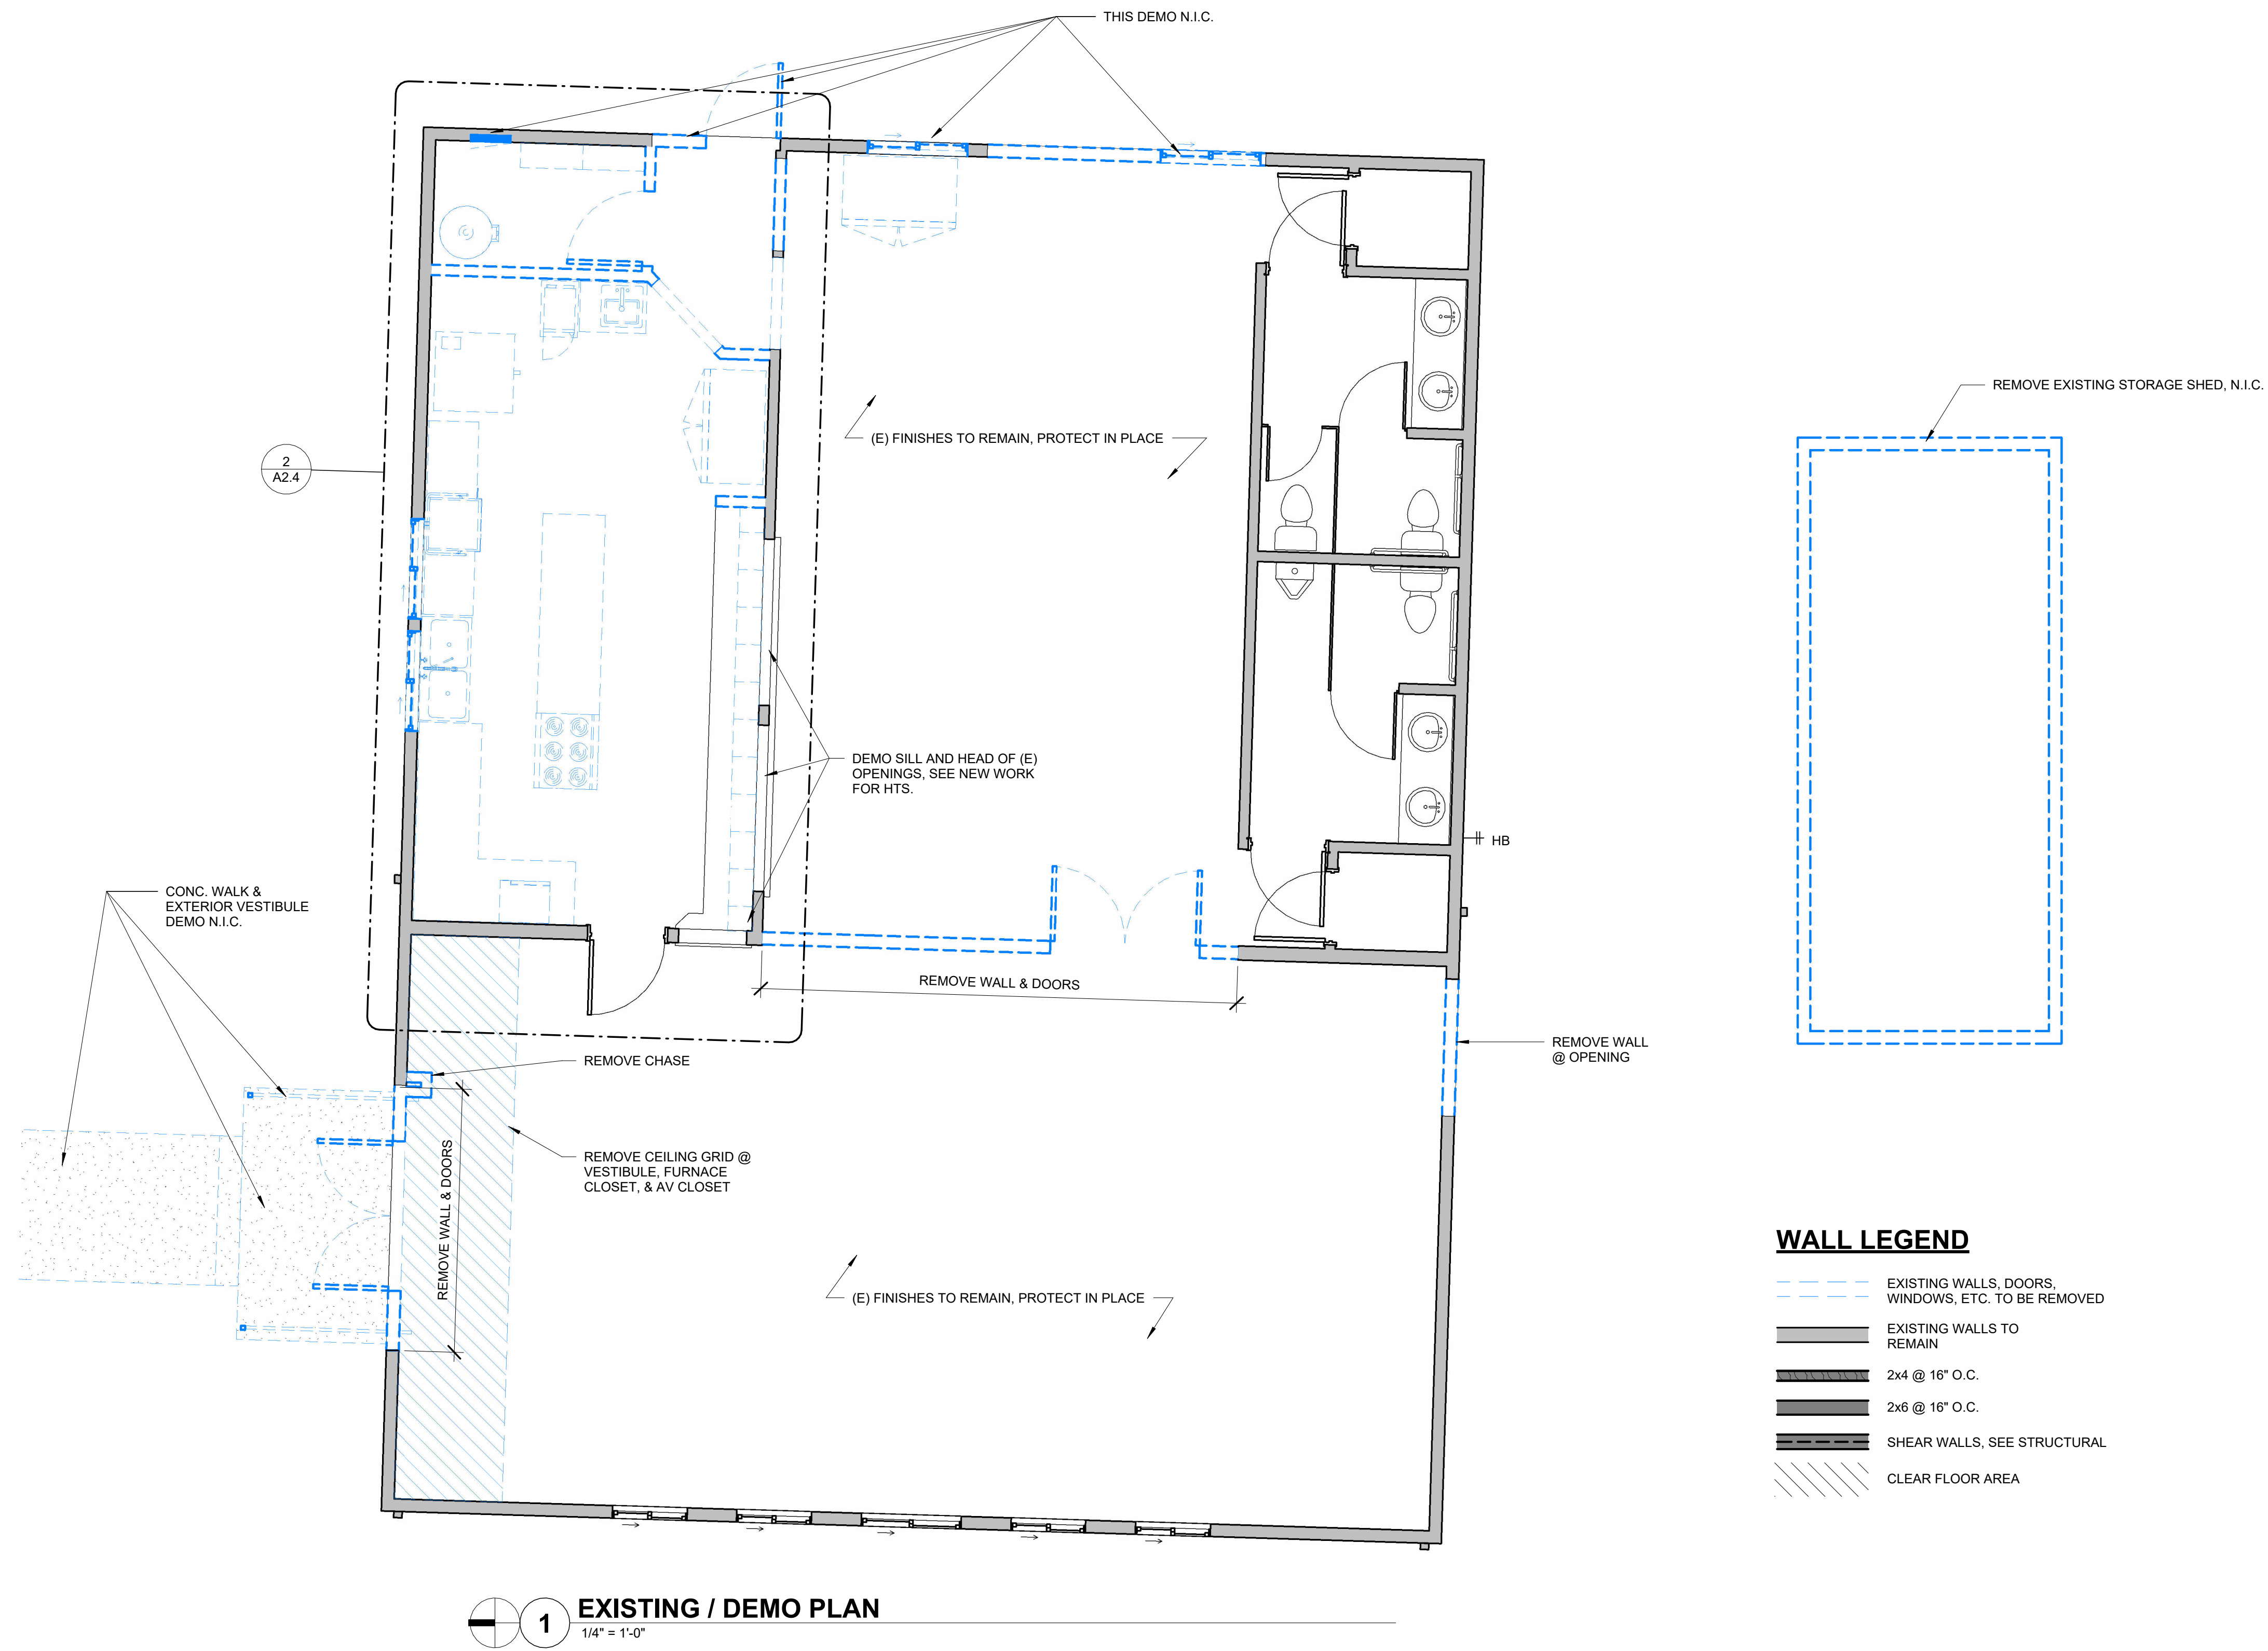 THIS DEMO N.I.C.
REMOVE EXISTING STORAGE SHED, N.I.C.
(E) FINISHES TO REMAIN, PROTECT IN PLACE
2
A2.4
DEMO SILL AND HEAD OF (E)
OPENINGS, SEE NEW WORK
FOR HTS.
HB
CONC. WALK &
EXTERIOR VESTIBULE
DEMO N.I.C.
REMOVE WALL & DOORS
REMOVE WALL
@ OPENING
REMOVE CHASE
REMOVE WALL & DOORS
REMOVE CEILING GRID @
VESTIBULE, FURNACE
CLOSET, & AV CLOSET
(E) FINISHES TO REMAIN, PROTECT IN PLACE
WALL LEGEND
EXISTING WALLS, DOORS,
WINDOWS, ETC. TO BE REMOVED
EXISTING WALLS TO
REMAIN
2x4 @ 16" O.C.
2x6 @ 16" O.C.
SHEAR WALLS, SEE STRUCTURAL
CLEAR FLOOR AREA
1
EXISTING / DEMO PLAN
1/4" = 1'-0"